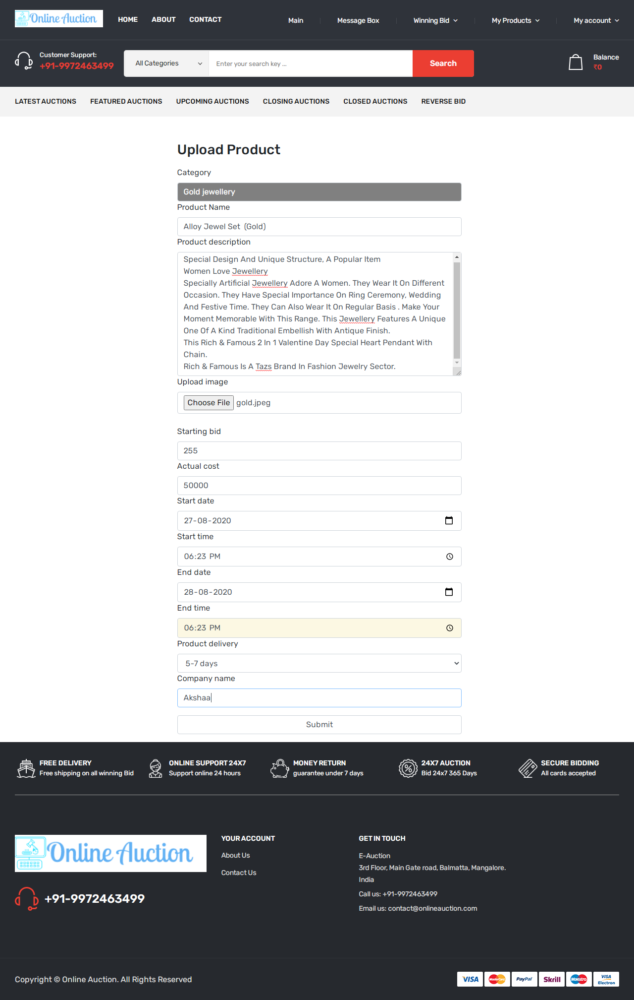 Online Auction
HOME ABOUT CONTACT
Main Message Box Winning Bid My Products My account
Customer Support:
+91-9972463499
All Categories
Enter your search key ...
Search
Balance
₹0
LATEST AUCTIONS FEATURED AUCTIONS UPCOMING AUCTIONS CLOSING AUCTIONS CLOSED AUCTIONS REVERSE BID
Upload Product
Category
Gold jewellery
Product Name
Alloy Jewel Set (Gold)
Product description
Special Design And Unique Structure, A Popular Item
Women Love Jewellery
Specially Artificial Jewellery Adore A Women. They Wear It On Different
Occasion. They Have Special Importance On Ring Ceremony, Wedding
And Festive Time. They Can Also Wear It On Regular Basis . Make Your
Moment Memorable With This Range. This Jewellery Features A Unique
One Of A Kind Traditional Embellish With Antique Finish.
This Rich & Famous 2 In 1 Valentine Day Special Heart Pendant With
Chain.
Rich & Famous Is A Tazs Brand In Fashion Jewelry Sector.
Upload image
Choose File gold.jpeg
Starting bid
255
Actual cost
50000
Start date
27-08-2020
Start time
06:23 PM
End date
28-08-2020
End time
06:23 PM
Product delivery
5-7 days
Company name
Akshaa
Submit
FREE DELIVERY
Free shipping on all winning Bid
ONLINE SUPPORT 24X7
Support online 24 hours
MONEY RETURN
guarantee under 7 days
24X7 AUCTION
Bid 24x7 365 Days
SECURE BIDDING
All cards accepted
Online Auction
+91-9972463499
YOUR ACCOUNT
About Us
Contact Us
GET IN TOUCH
E-Auction
3rd Floor, Main Gate road, Balmatta, Mangalore.
India
Call us: +91-9972463499
Email us: contact@onlineauction.com
Copyright © Online Auction. All Rights Reserved
VISA MasterCard PayPal Skrill Maestro VISA Electron